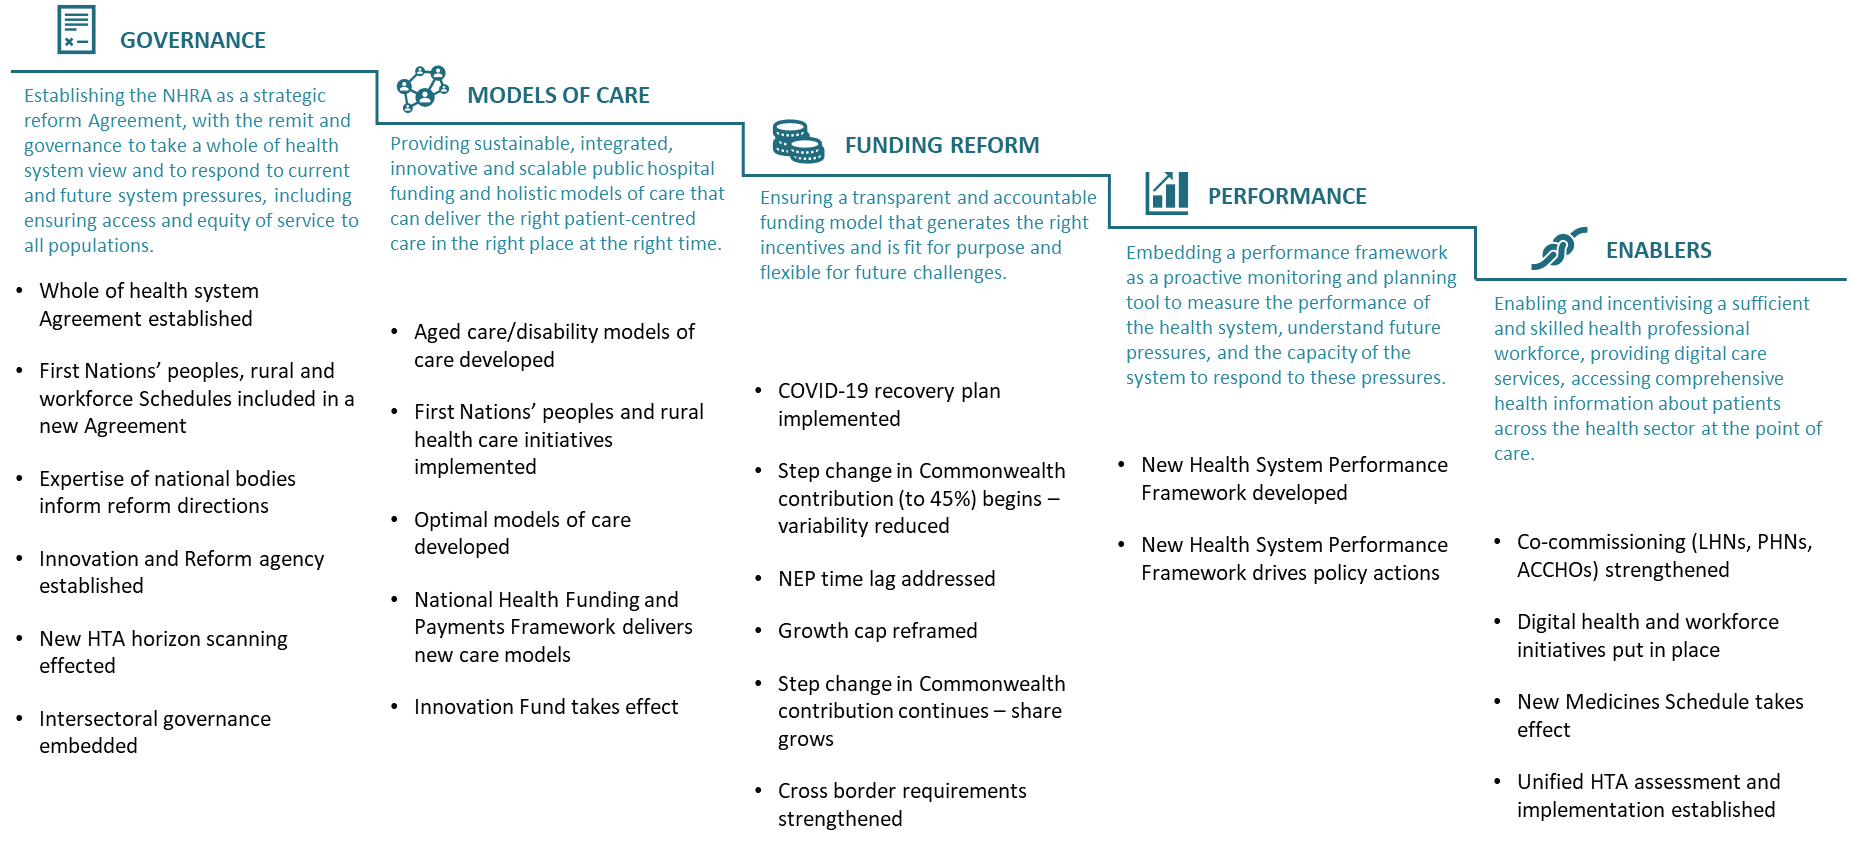 GOVERNANCE
Establishing the NHRA as a strategic
reform Agreement, with the remit and
governance to take a whole of health
system view and to respond to current
and future system pressures, including
ensuring access and equity of service to
all populations.
• Whole of health system
Agreement established
• First Nations’ peoples, rural and
workforce Schedules included in a
new Agreement
• Expertise of national bodies
inform reform directions
• Innovation and Reform agency
established
• New HTA horizon scanning
effected
• Intersectoral governance
embedded
MODELS OF CARE
Providing sustainable, integrated,
innovative and scalable public hospital
funding and holistic models of care that
can deliver the right patient-centred
care in the right place at the right time.
• Aged care/disability models of
care developed
• First Nations’ peoples and rural
health care initiatives
implemented
• Optimal models of care
developed
• National Health Funding and
Payments Framework delivers
new care models
• Innovation Fund takes effect
FUNDING REFORM
Ensuring a transparent and accountable
funding model that generates the right
incentives and is fit for purpose and
flexible for future challenges.
• COVID-19 recovery plan
implemented
• Step change in Commonwealth
contribution (to 45%) begins –
variability reduced
• NEP time lag addressed
• Growth cap reframed
• Step change in Commonwealth
contribution continues – share
grows
• Cross border requirements
strengthened
PERFORMANCE
Embedding a performance framework
as a proactive monitoring and planning
tool to measure the performance of
the health system, understand future
pressures, and the capacity of the
system to respond to these pressures.
• New Health System Performance
Framework developed
• New Health System Performance
Framework drives policy actions
ENABLERS
Enabling and incentivising a sufficient
and skilled health professional
workforce, providing digital care
services, accessing comprehensive
health information about patients
across the health sector at the point of
care.
• Co-commissioning (LHNs, PHNs,
ACCHOs) strengthened
• Digital health and workforce
initiatives put in place
• New Medicines Schedule takes
effect
• Unified HTA assessment and
implementation established